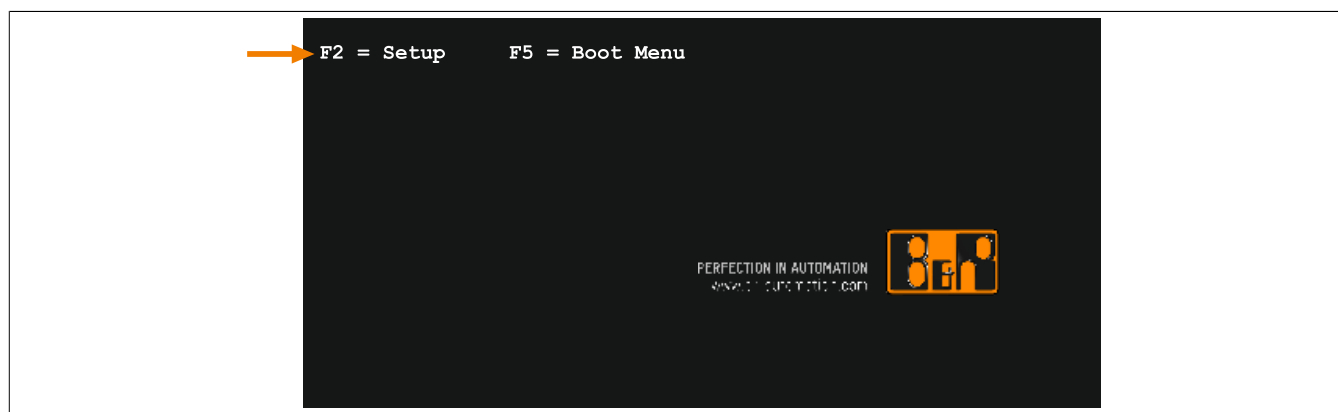 F2 = Setup F5 = Boot Menu
PERFECTION IN AUTOMATION
B&R